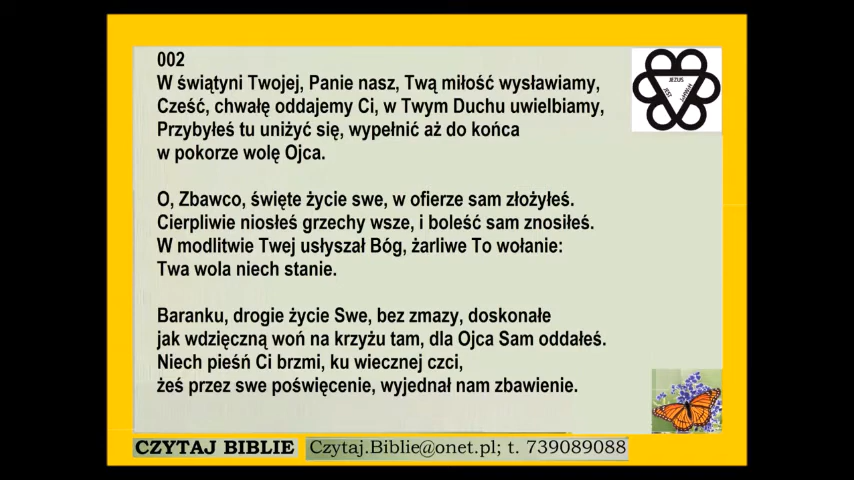 002
W świątyni Twojej, Panie nasz, Twą miłość wysławiamy,
Cześć, chwałę oddajemy Ci, w Twym Duchu uwielbiamy,
Przybyłeś tu uniżyć się, wypełnić aż do końca
w pokorze wolę Ojca.
O, Zbawco, święte życie swe, w ofierze sam złożyłeś.
Cierpliwie niosłeś grzechy wsze, i boleść sam znosiłeś.
W modlitwie Twej usłyszał Bóg, żarliwe To wołanie:
Twa wola niech stanie.
Baranku, drogie życie Swe, bez zmazy, doskonałe
jak wdzięczną woń na krzyżu tam, dla Ojca Sam oddałeś.
Niech pieśń Ci brzmi, ku wiecznej czci,
żeś przez swe poświęcenie, wyjednał nam zbawienie.
JEZUS
JEST
CZYTAJ BIBLIE
Czytaj.Biblie@onet.pl; t. 739089088